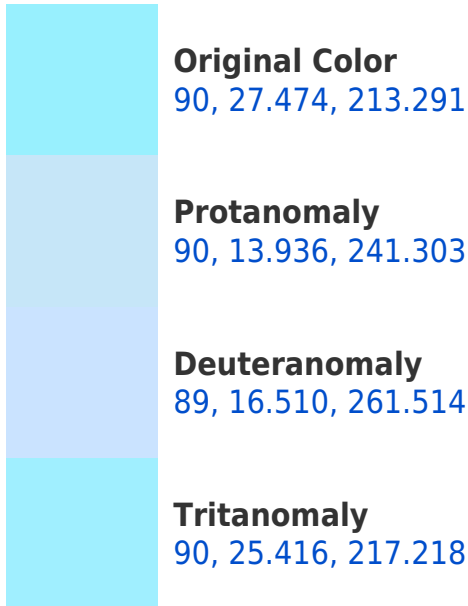 Original Color
90, 27.474, 213.291
Protanomaly
90, 13.936, 241.303
Deuteranomaly
89, 16.510, 261.514
Tritanomaly
90, 25.416, 217.218